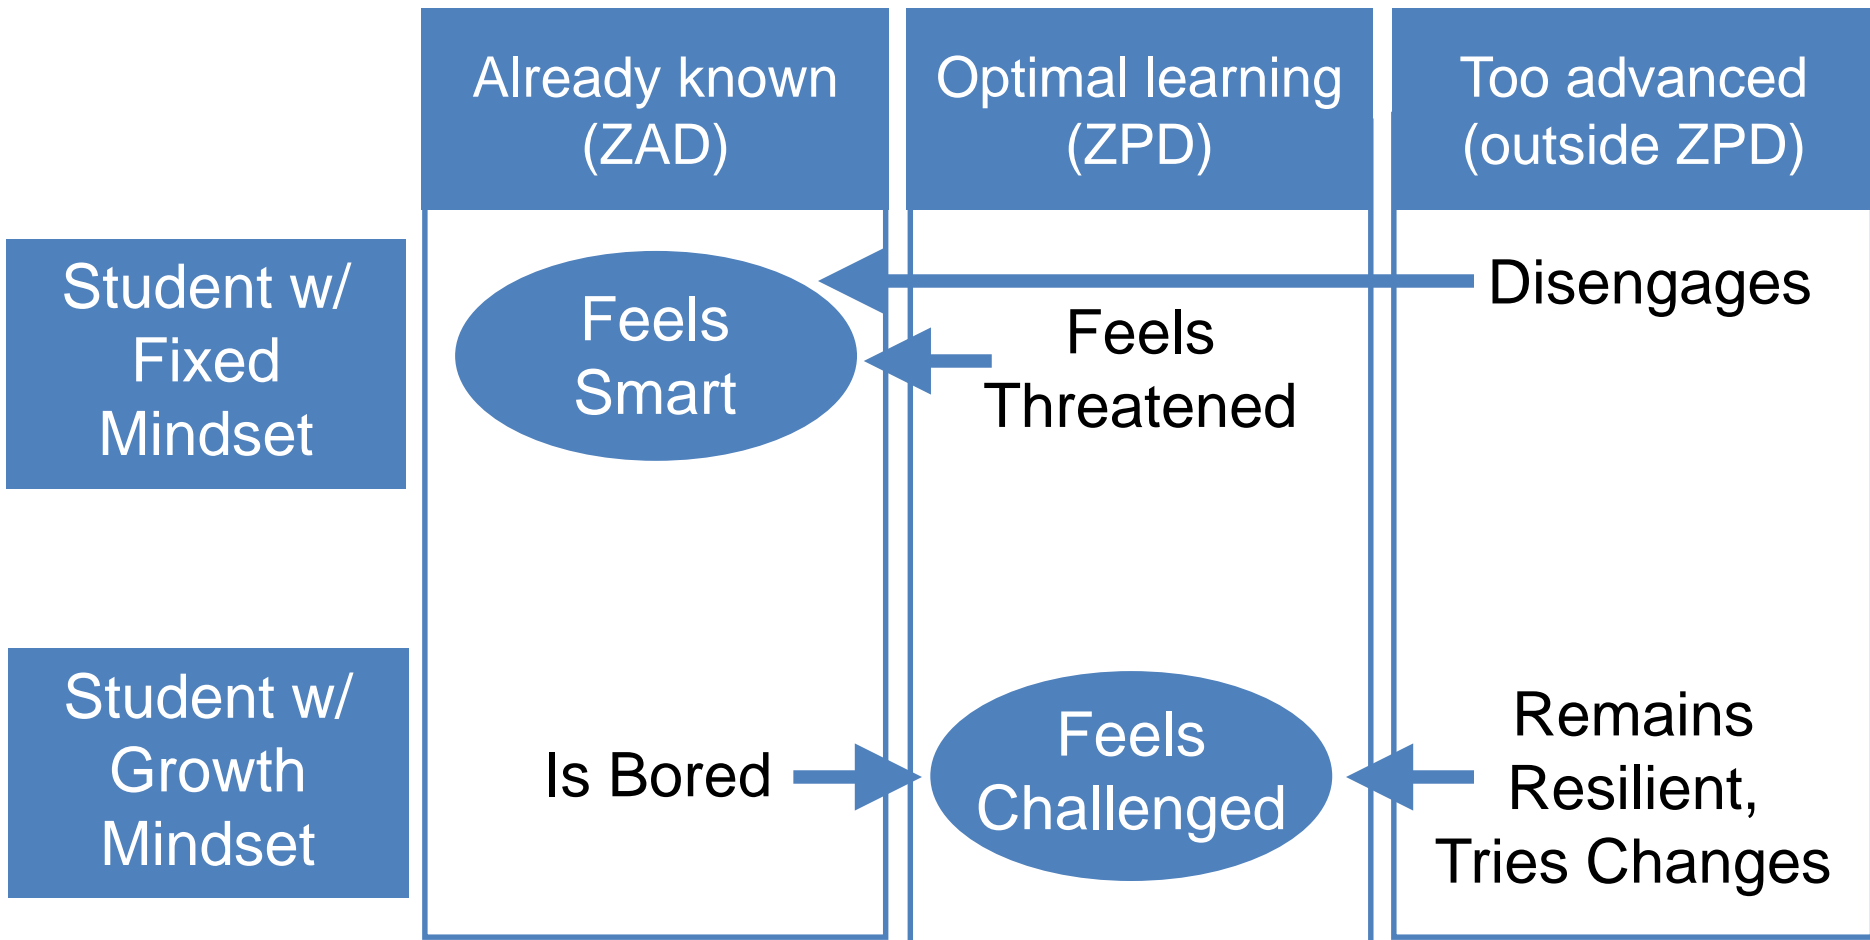 Already known
(ZAD)
Optimal learning
(ZPD)
Too advanced
(outside ZPD)
Student w/
Fixed
Mindset
Feels
Smart
Feels
Threatened
Disengages
Student w/
Growth
Mindset
Is Bored
Feels
Challenged
Remains
Resilient,
Tries Changes